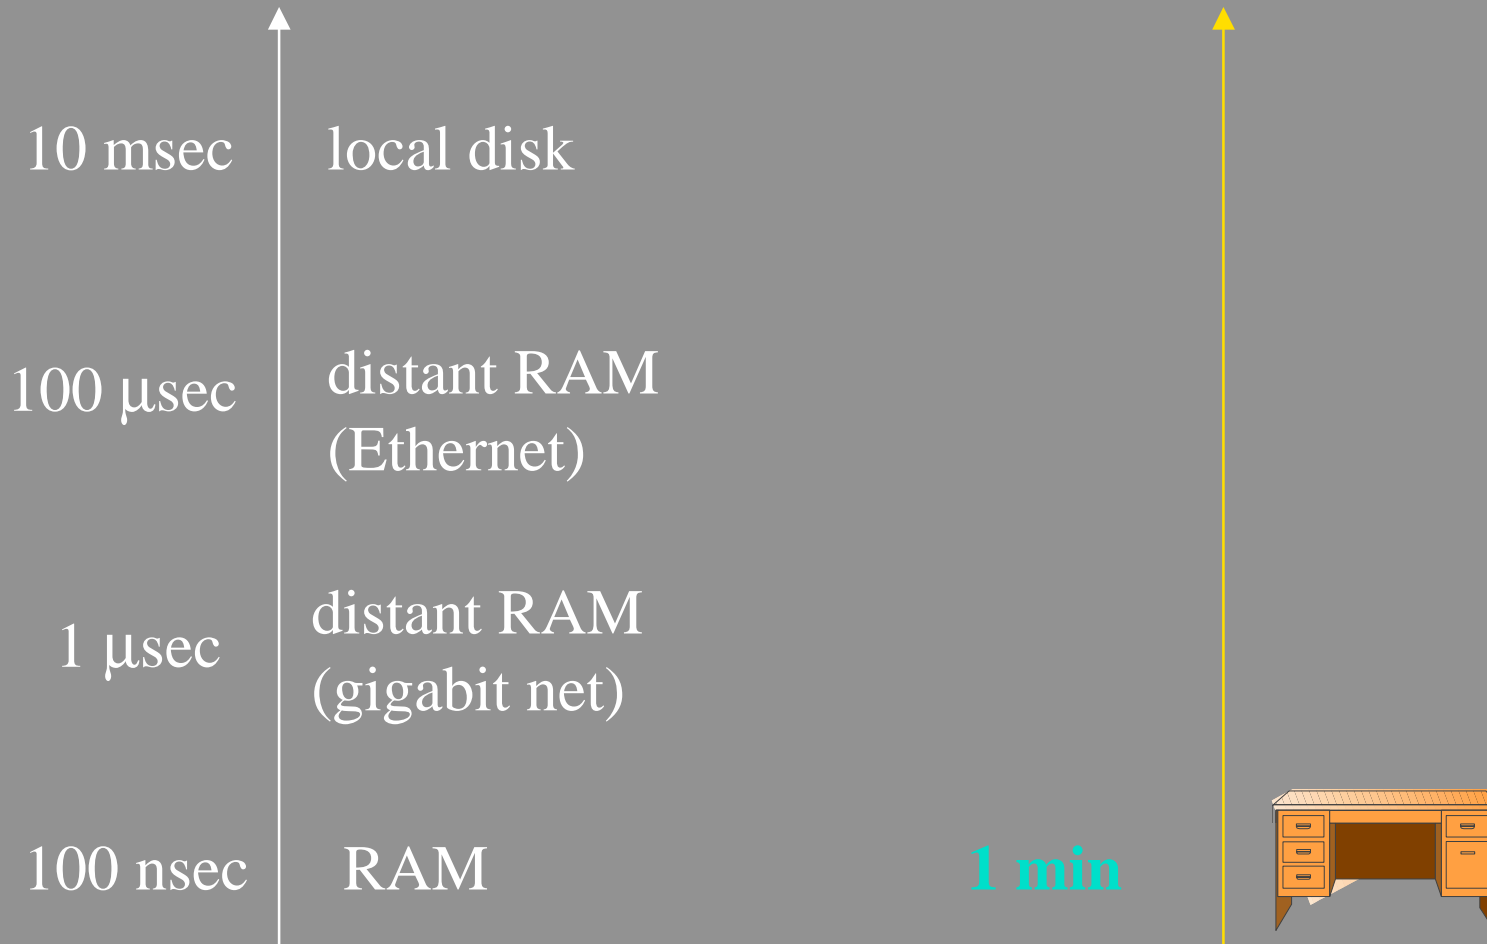 10 msec
local disk
100 μsec
distant RAM
(Ethernet)
1 μsec
distant RAM
(gigabit net)
100 nsec
RAM
1 min